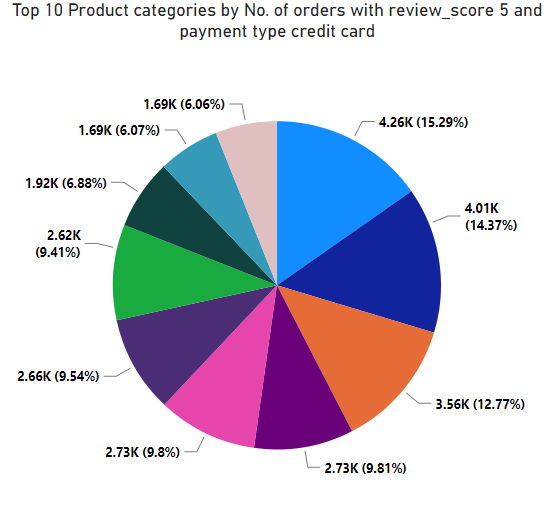 Top 10 Product categories by No. of orders with review_score 5 and
payment type credit card
1.69K (6.06%)
4.26K (15.29%)
1.69K (6.07%)
1.92K (6.88%)
4.01K
(14.37%)
2.62K
(9.41%)
2.66K (9.54%)
3.56K (12.77%)
2.73K (9.8%)
2.73K (9.81%)